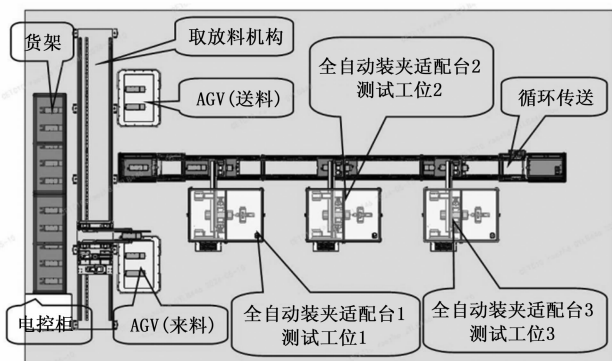 货架
取放料机构
AGV(送料)
全自动装夹适配台2
测试工位2
循环传送
电控柜
AGV(来料)
全自动装夹适配台1
测试工位1
全自动装夹适配台3
测试工位3